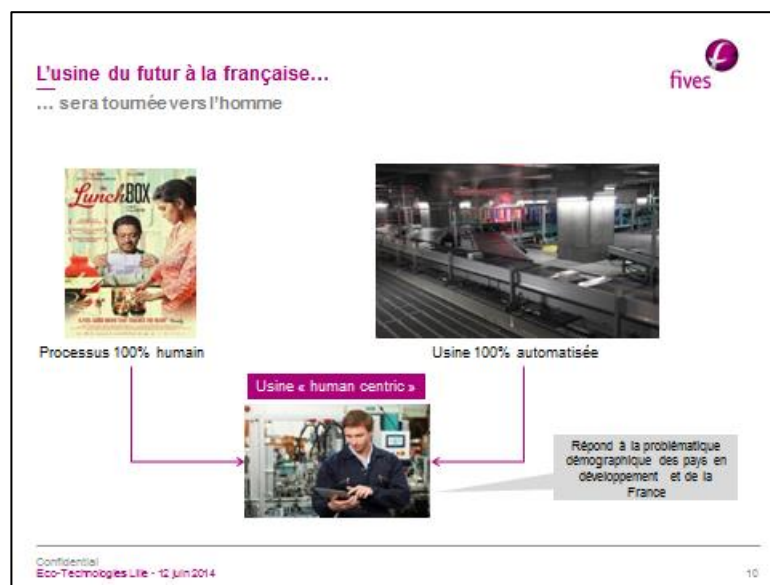 L'usine du futur à la française…
fives
… sera tournée vers l'homme
The
LunchBOX
Processus 100% humain
Usine 100% automatisée
Usine « human centric »
Répond à la problématique
démographique des pays en
développement et de la
France
Confidential
Eco-Technologies Lille - 12 juin 2014
10